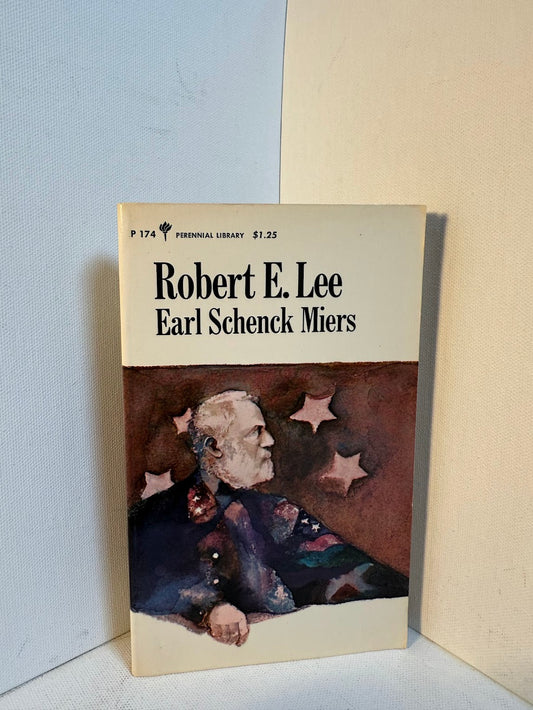 P 174 PERENNIAL LIBRARY $1.25
Robert E. Lee
Earl Schenck Miers